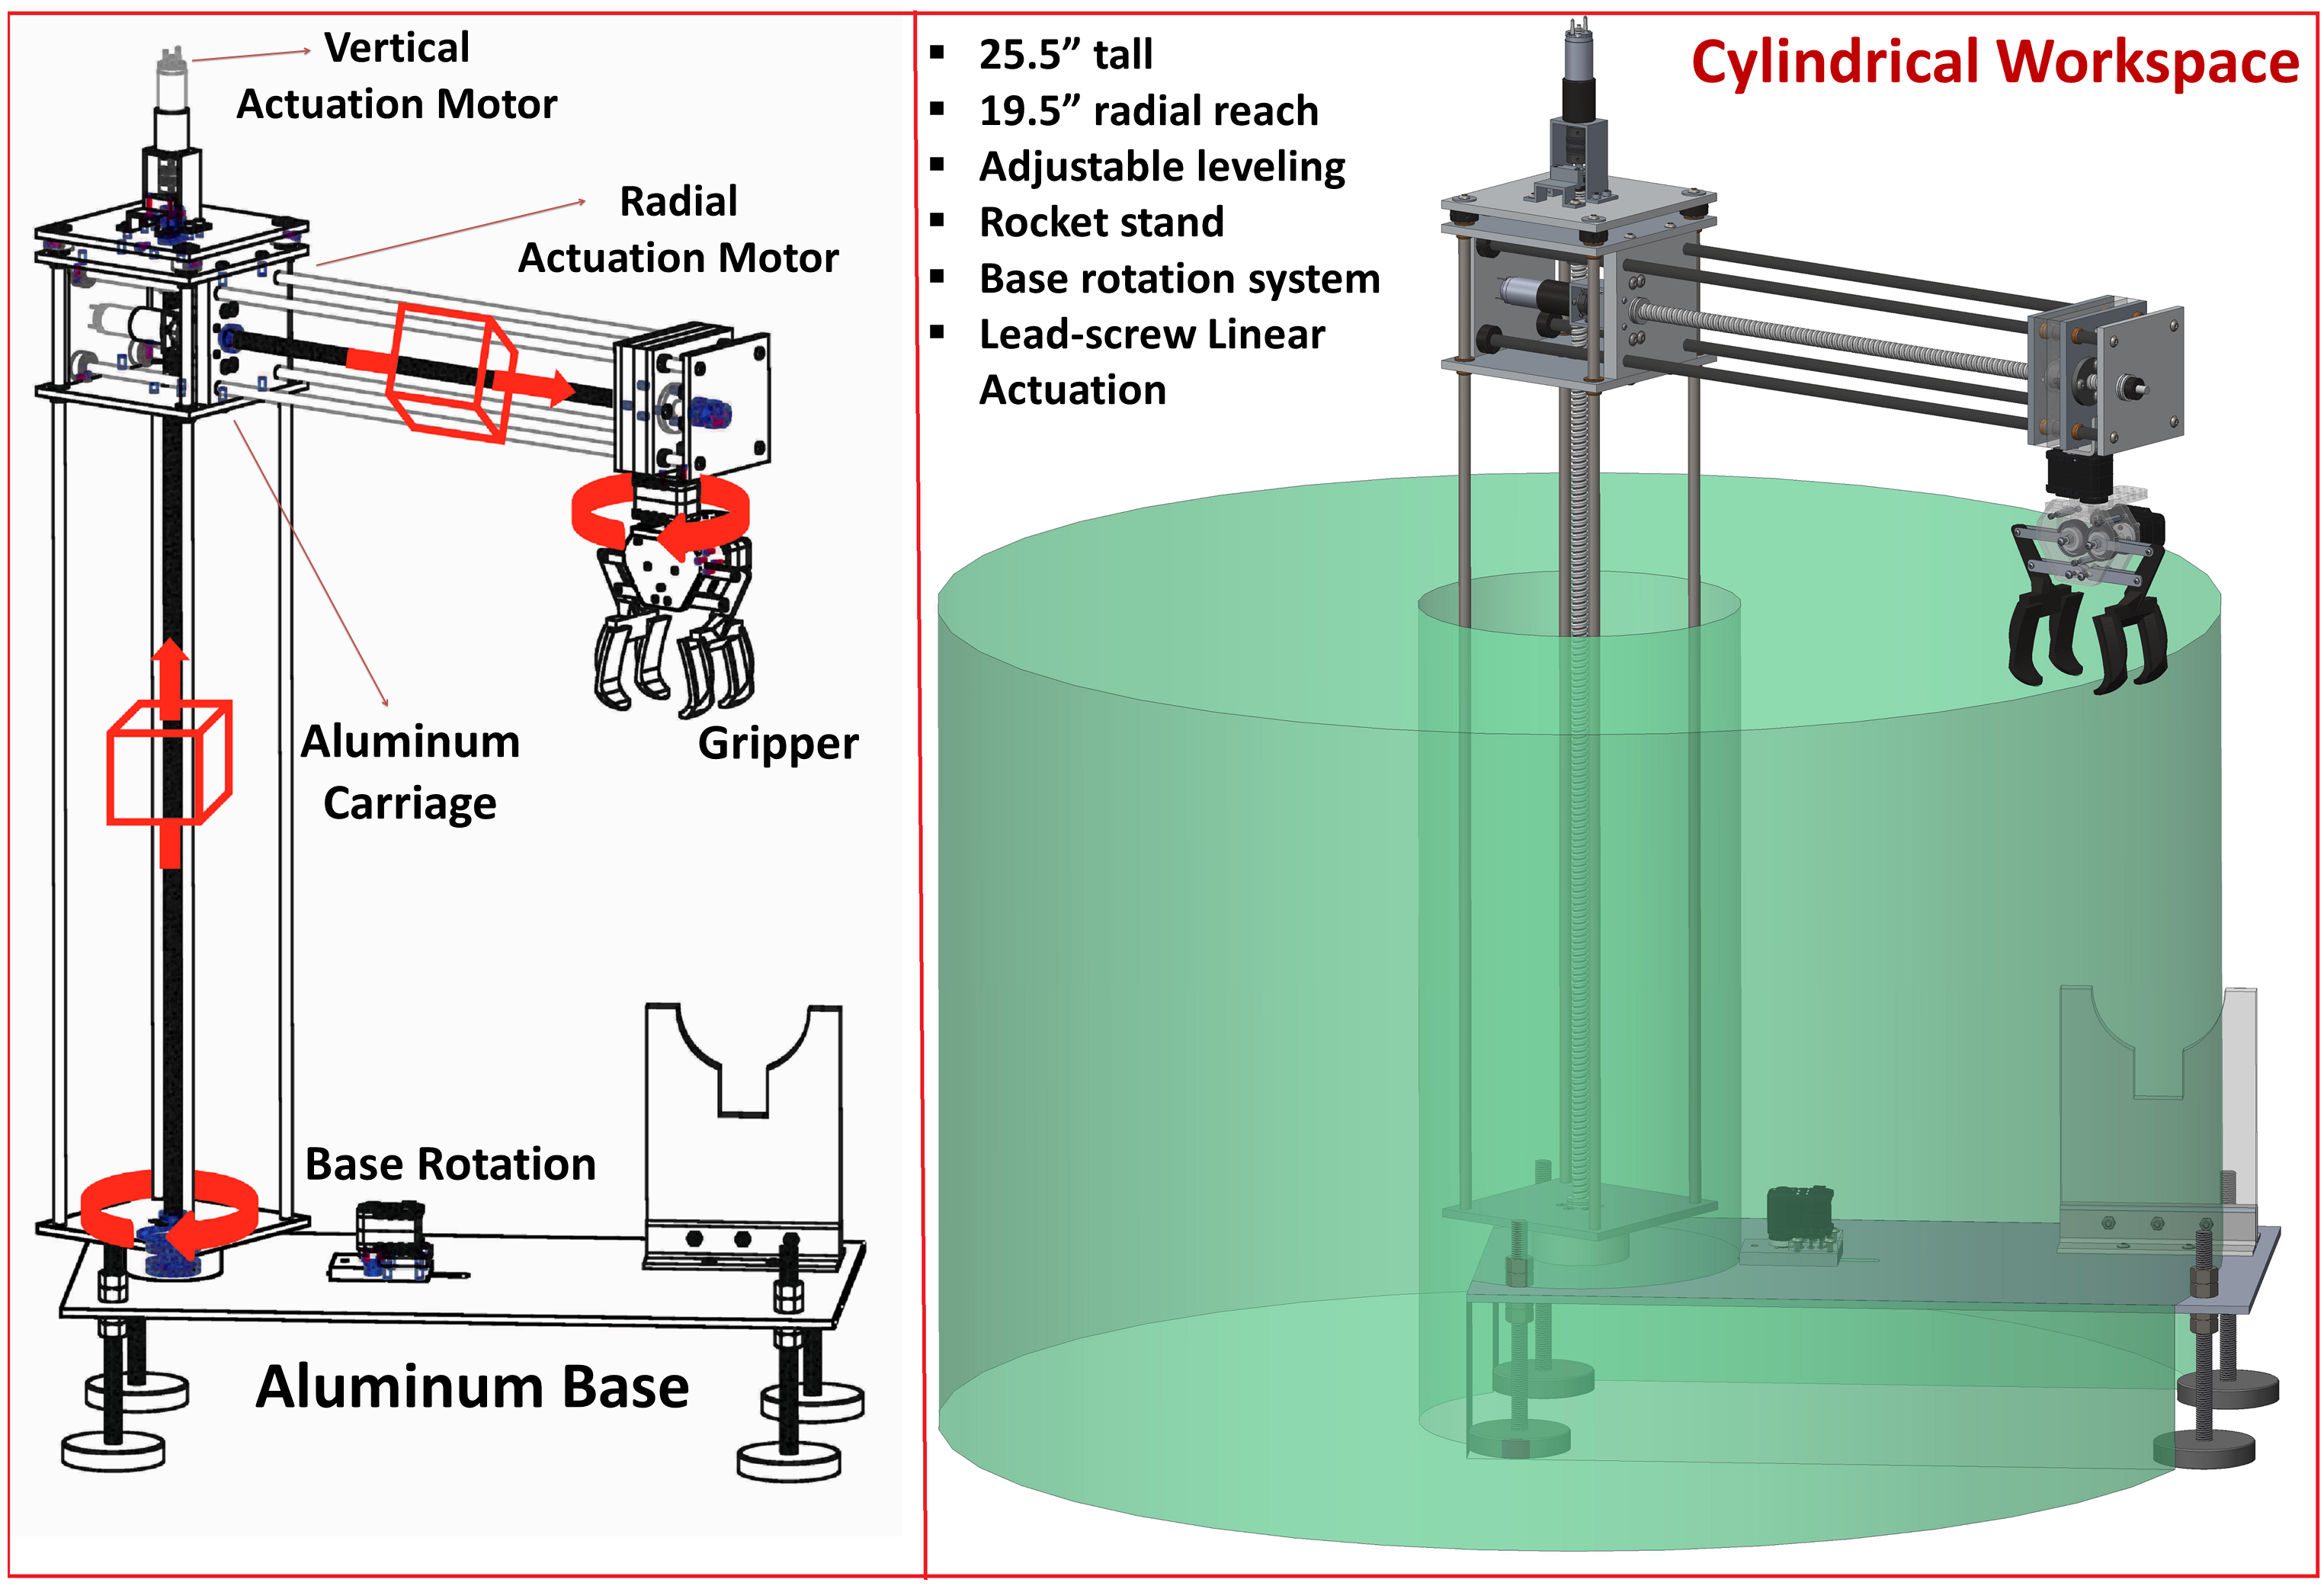 Vertical
Actuation Motor
Radial
Actuation Motor
Aluminum
Carriage
Gripper
Base Rotation
Aluminum Base
▪ 25.5” tall
▪ 19.5” radial reach
▪ Adjustable leveling
▪ Rocket stand
▪ Base rotation system
▪ Lead-screw Linear
Actuation
Cylindrical Workspace